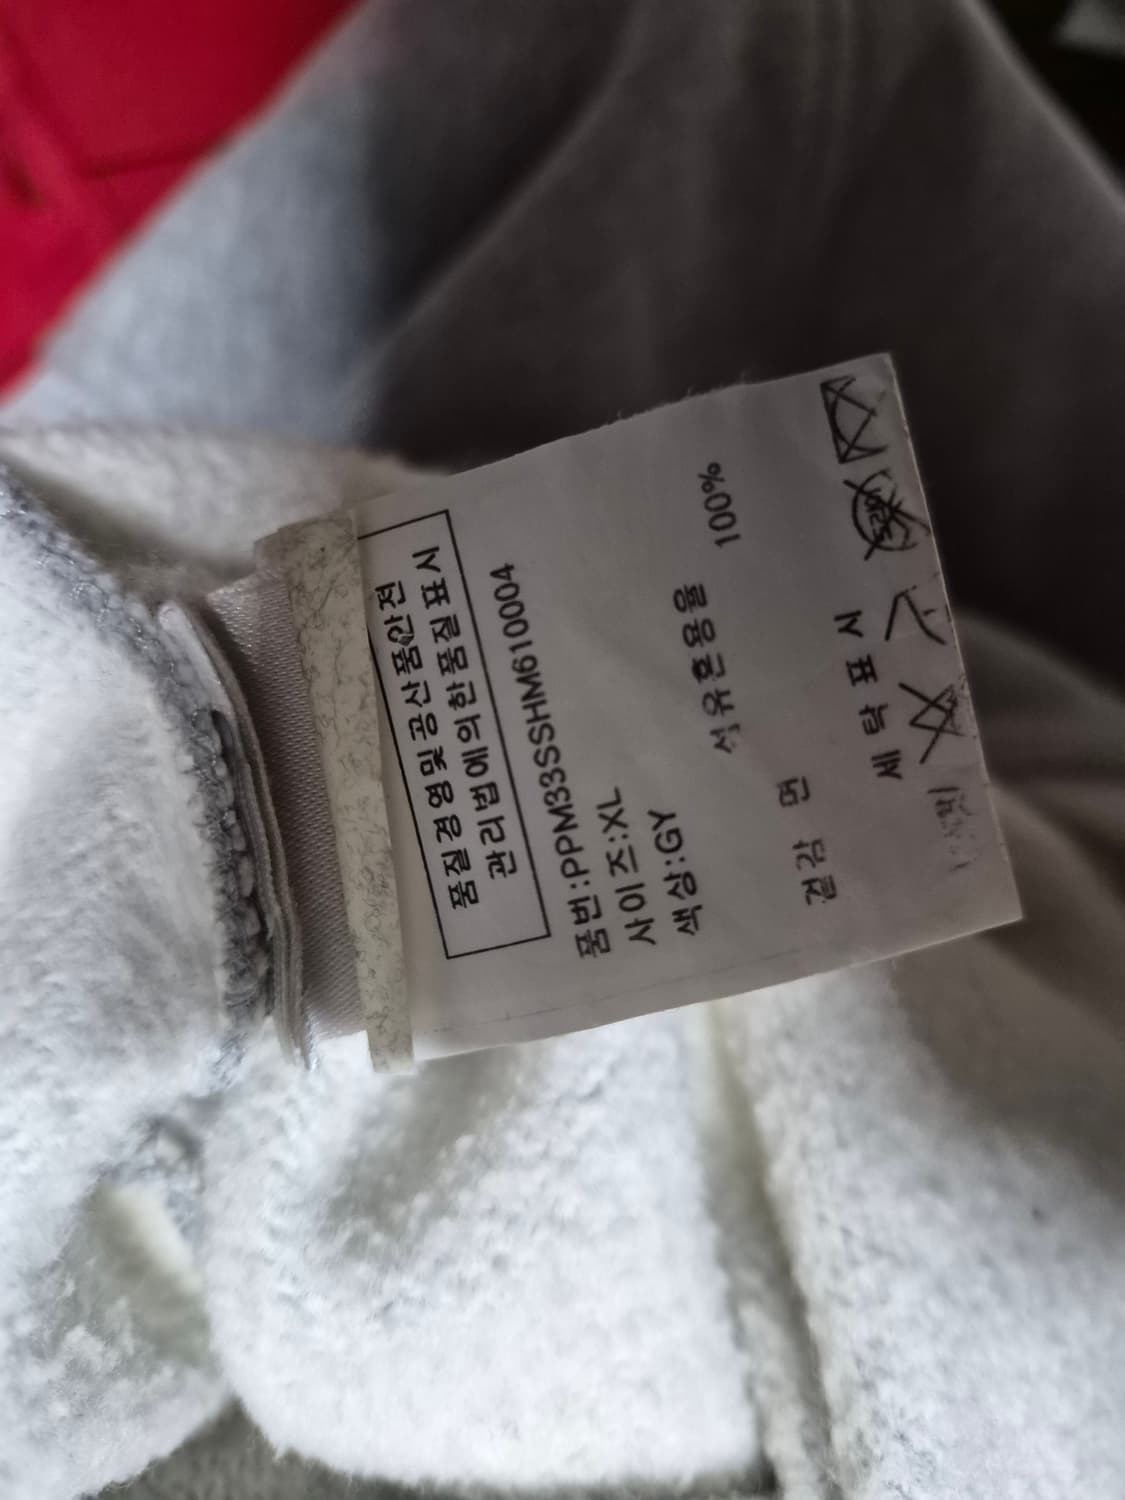 품질경영및공산품안전
관리법에의한품질표시
품번:PPM33SSHM610004
사이즈:XL
색상:GY
섬유혼용율
겉감 면 100%
세 탁 표 시